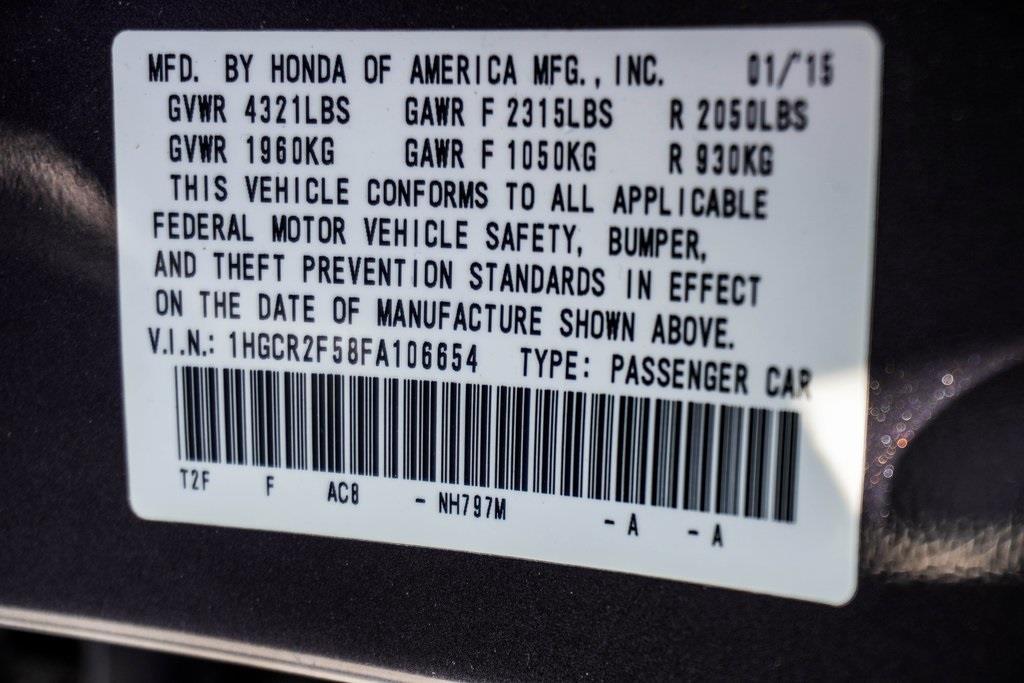 MFD. BY HONDA OF AMERICA MFG., INC. 01/'15
GVWR 4321LBS GAWR F 2315LBS R 2050LBS
GVWR 1960KG GAWR F 1050KG R 930KG
THIS VEHICLE CONFORMS TO ALL APPLICABLE
FEDERAL MOTOR VEHICLE SAFETY, BUMPER,
AND THEFT PREVENTION STANDARDS IN EFFECT
ON THE DATE OF MANUFACTURE SHOWN ABOVE.
V.I.N.: 1HGCR2F58FA106654 TYPE: PASSENGER CAR
T2F F AC8 - NH797M - A - A